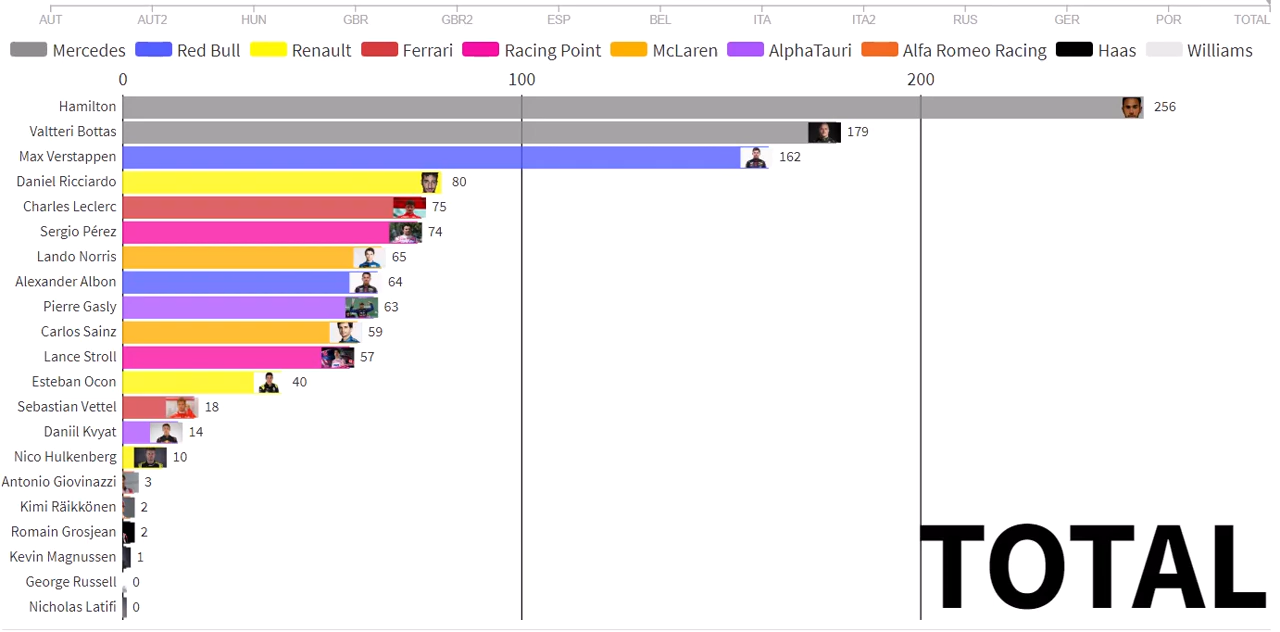 AUT AUT2 HUN GBR GBR2 ESP BEL ITA ITA2 RUS GER POR TOTAL
Mercedes Red Bull Renault Ferrari Racing Point McLaren AlphaTauri Alfa Romeo Racing Haas Williams
0 100 200
Hamilton 256
Valtteri Bottas 179
Max Verstappen 162
Daniel Ricciardo 80
Charles Leclerc 75
Sergio Pérez 74
Lando Norris 65
Alexander Albon 64
Pierre Gasly 63
Carlos Sainz 59
Lance Stroll 57
Esteban Ocon 40
Sebastian Vettel 18
Daniil Kvyat 14
Nico Hulkenberg 10
Antonio Giovinazzi 3
Kimi Räikkönen 2
Romain Grosjean 2
Kevin Magnussen 1
George Russell 0
Nicholas Latifi 0
TOTAL